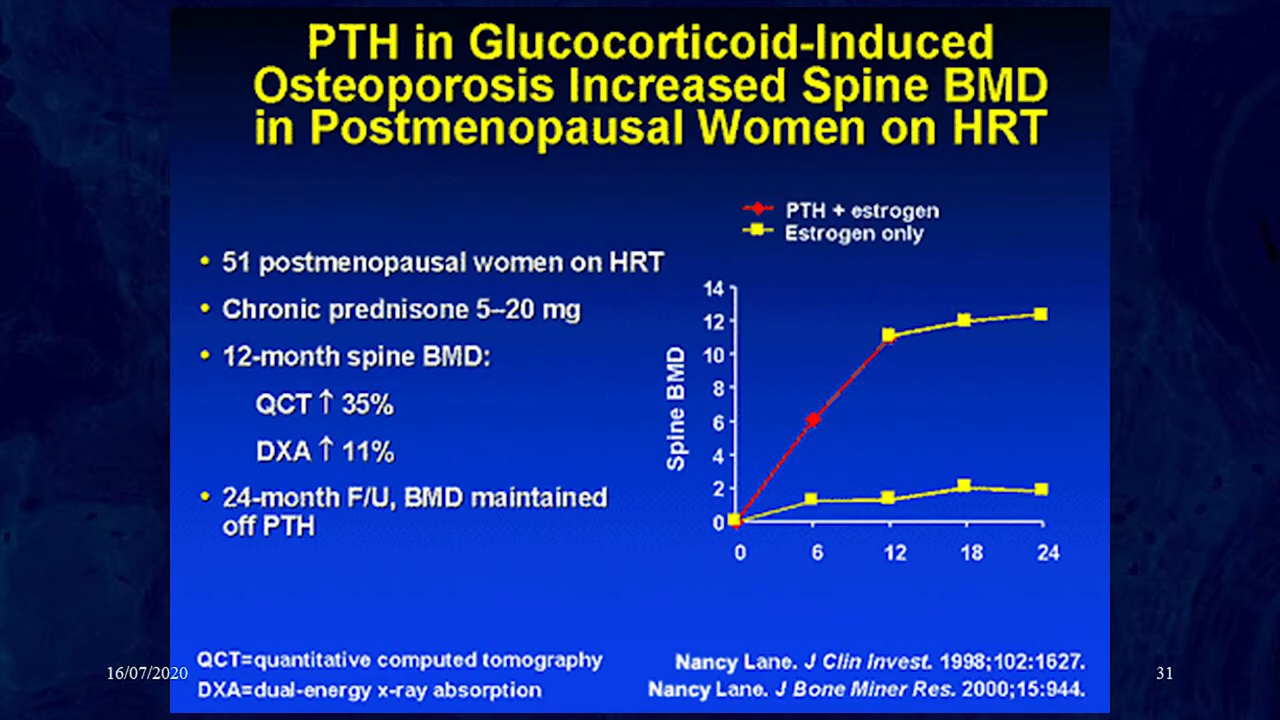 PTH in Glucocorticoid-Induced
Osteoporosis Increased Spine BMD
in Postmenopausal Women on HRT
PTH + estrogen
Estrogen only
• 51 postmenopausal women on HRT
• Chronic prednisone 5–20 mg
• 12-month spine BMD:
QCT ↑ 35%
DXA ↑ 11%
• 24-month F/U, BMD maintained
off PTH
Spine BMD
14
12
10
8
6
4
2
0
0 6 12 18 24
QCT=quantitative computed tomography
DXA=dual-energy x-ray absorption
Nancy Lane. J Clin Invest. 1998;102:1627.
Nancy Lane. J Bone Miner Res. 2000;15:944.
16/07/2020
31